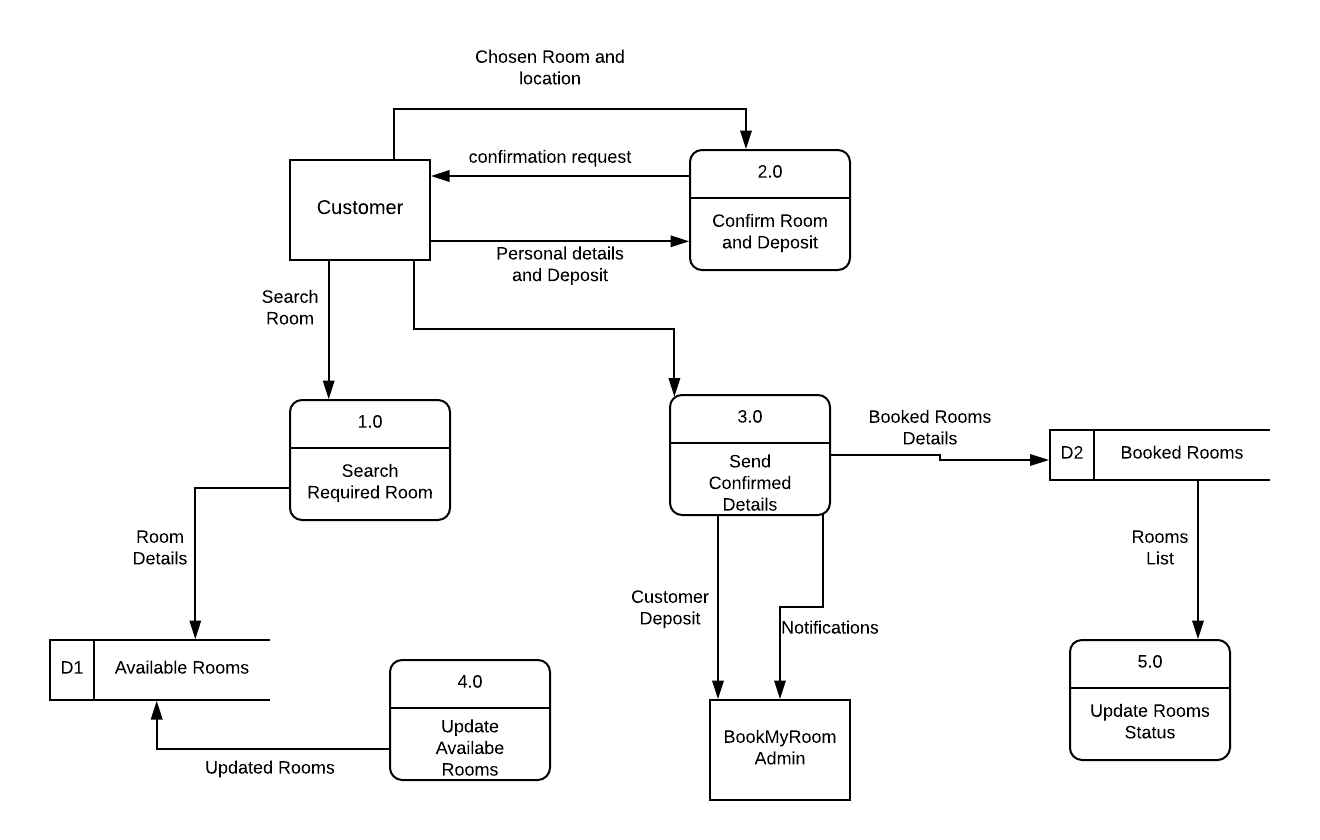 Chosen Room and
location
confirmation request
2.0
Customer
Confirm Room
and Deposit
Personal details
and Deposit
Search
Room
1.0
3.0
Booked Rooms
Details
D2
Booked Rooms
Search
Required Room
Send
Confirmed
Details
Room
Details
Rooms
List
Customer
Deposit
Notifications
D1
Available Rooms
4.0
5.0
Update
Availabe
Rooms
BookMyRoom
Admin
Update Rooms
Status
Updated Rooms